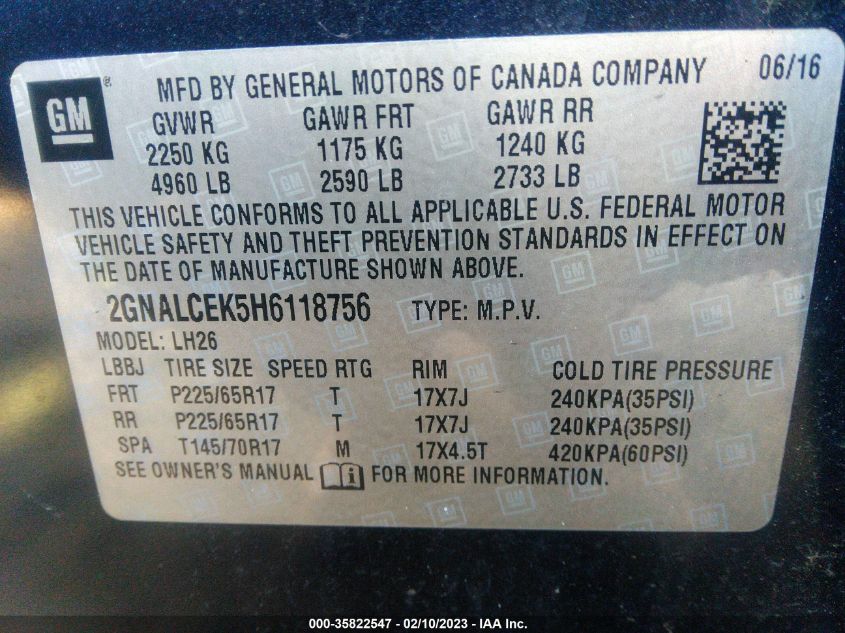 GM ® MFD BY GENERAL MOTORS OF CANADA COMPANY 06/16
GVWR GAWR FRT GAWR RR
2250 KG 1175 KG 1240 KG
4960 LB 2590 LB 2733 LB
THIS VEHICLE CONFORMS TO ALL APPLICABLE U.S. FEDERAL MOTOR
VEHICLE SAFETY AND THEFT PREVENTION STANDARDS IN EFFECT ON
THE DATE OF MANUFACTURE SHOWN ABOVE.
2GNALCEK5H6118756 TYPE: M.P.V.
MODEL: LH26
LBBJ TIRE SIZE SPEED RTG RIM COLD TIRE PRESSURE
FRT P225/65R17 T 17X7J 240KPA(35PSI)
RR P225/65R17 T 17X7J 240KPA(35PSI)
SPA T145/70R17 M 17X4.5T 420KPA(60PSI)
SEE OWNER'S MANUAL FOR MORE INFORMATION.
000-35822547 - 02/10/2023 - IAA Inc.